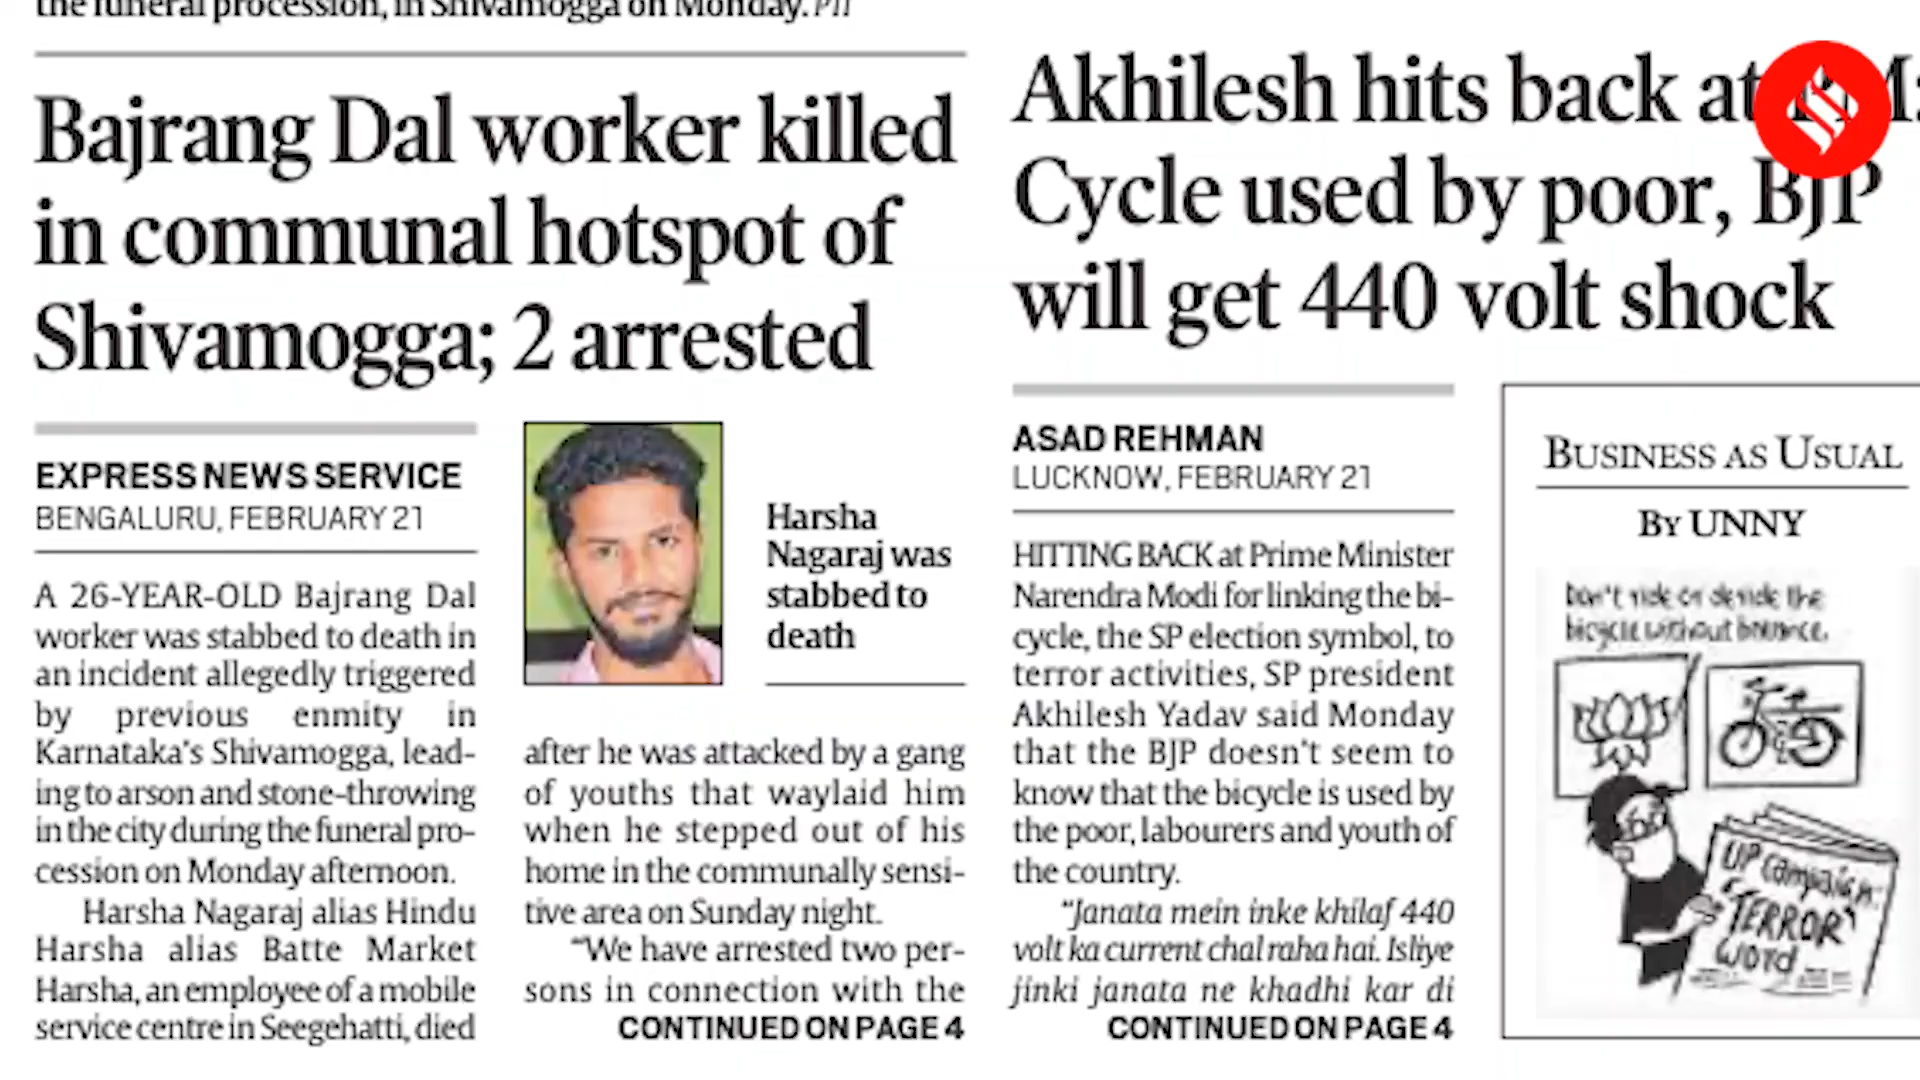 the funeral procession, in Shivamogga on Monday. PTI
Bajrang Dal worker killed
in communal hotspot of
Shivamogga; 2 arrested
EXPRESS NEWS SERVICE
BENGALURU, FEBRUARY 21
A 26-YEAR-OLD Bajrang Dal
worker was stabbed to death in
an incident allegedly triggered
by previous enmity in
Karnataka's Shivamogga, lead-
ing to arson and stone-throwing
in the city during the funeral pro-
cession on Monday afternoon.
Harsha Nagaraj alias Hindu
Harsha alias Batte Market
Harsha, an employee of a mobile
service centre in Seegehatti, died
Harsha
Nagaraj was
stabbed to
death
after he was attacked by a gang
of youths that waylaid him
when he stepped out of his
home in the communally sensi-
tive area on Sunday night.
"We have arrested two per-
sons in connection with the
CONTINUED ON PAGE 4
Akhilesh hits back at PM:
Cycle used by poor, BJP
will get 440 volt shock
ASAD REHMAN
LUCKNOW, FEBRUARY 21
HITTING BACK at Prime Minister
Narendra Modi for linking the bi-
cycle, the SP election symbol, to
terror activities, SP president
Akhilesh Yadav said Monday
that the BJP doesn't seem to
know that the bicycle is used by
the poor, labourers and youth of
the country.
"Janata mein inke khilaf 440
volt ka current chal raha hai. Isliye
jinki janata ne khadhi kar di
CONTINUED ON PAGE 4
BUSINESS AS USUAL
BY UNNY
Don't ride or deride the
bicycle without
UP campaign:
'TERROR'
word